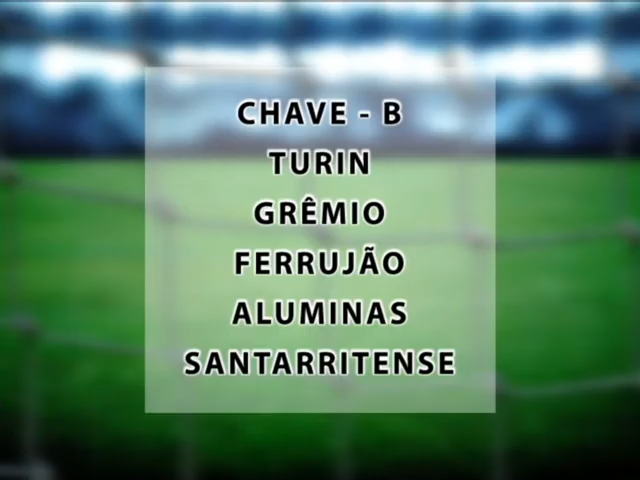 CHAVE - B
TURIN
GRÊMIO
FERRUJÃO
ALUMINAS
SANTARRITENSE